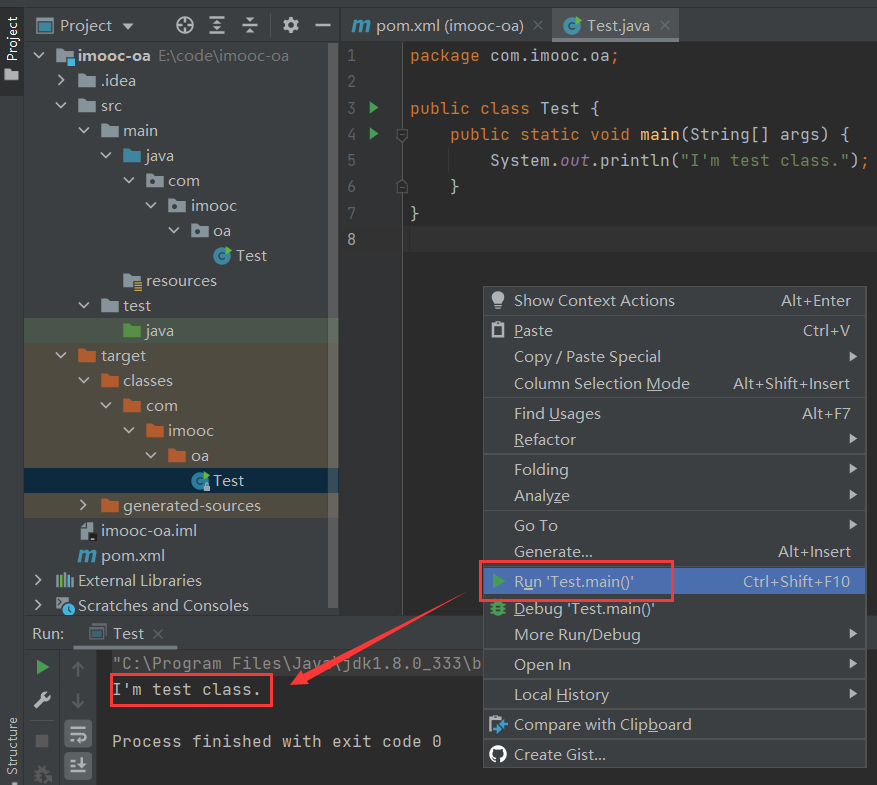 Project
Project
imooc-oa E:\code\imooc-oa
.idea
src
main
java
com
imooc
oa
Test
resources
test
java
target
classes
com
imooc
oa
Test
generated-sources
imooc-oa.iml
pom.xml
External Libraries
Scratches and Consoles
pom.xml (imooc-oa)
Test.java
1 package com.imooc.oa;
2
3 public class Test {
4 public static void main(String[] args) {
5 System.out.println("I'm test class.");
6 }
7 }
8
Show Context Actions Alt+Enter
Paste Ctrl+V
Copy / Paste Special
Column Selection Mode Alt+Shift+Insert
Find Usages Alt+F7
Refactor
Folding
Analyze
Go To
Generate... Alt+Insert
Run 'Test.main()' Ctrl+Shift+F10
Debug 'Test.main()'
More Run/Debug
Open In
Local History
Compare with Clipboard
Create Gist...
Run: Test
"C:\Program Files\Java\jdk1.8.0_333\b
I'm test class.
Process finished with exit code 0
Structure